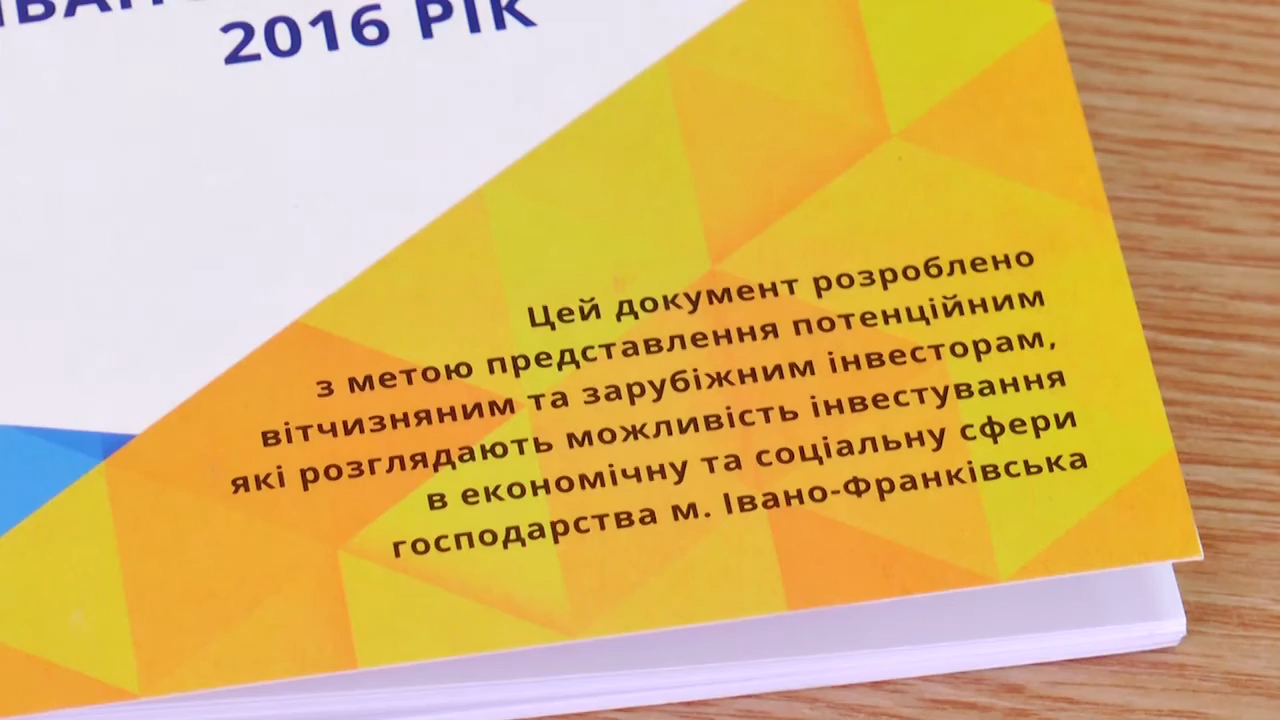 2016 РІК
Цей документ розроблено
з метою представлення потенційним
вітчизняним та зарубіжним інвесторам,
які розглядають можливість інвестування
в економічну та соціальну сфери
господарства м. Івано-Франківська